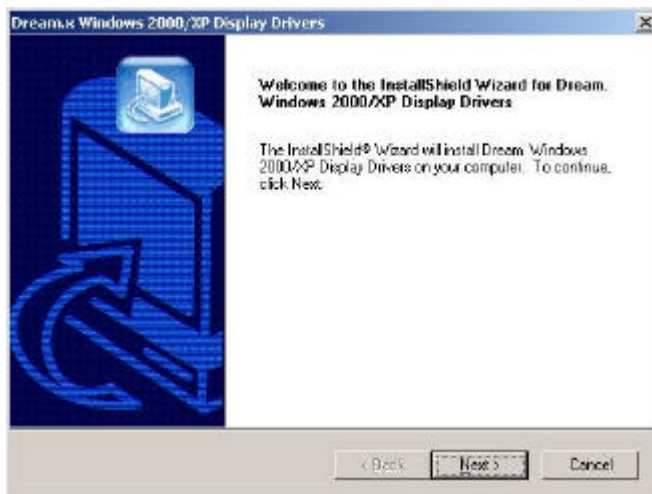 Dream.x Windows 2000/XP Display Drivers
Welcome to the InstallShield Wizard for Dream.
Windows 2000/XP Display Drivers
The InstallShield® Wizard will install Dream. Windows
2000/XP Display Drivers on your computer. To continue,
click Next.
< Back
Next >
Cancel